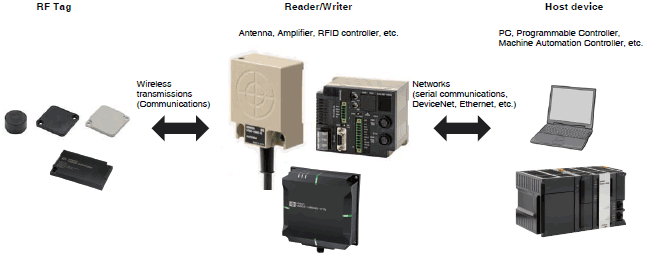 RF Tag
Reader/Writer
Host device
Antenna, Amplifier, RFID controller, etc.
PC, Programmable Controller,
Machine Automation Controller, etc.
Wireless
transmissions
(Communications)
Networks
(serial communications,
DeviceNet, Ethernet, etc.)